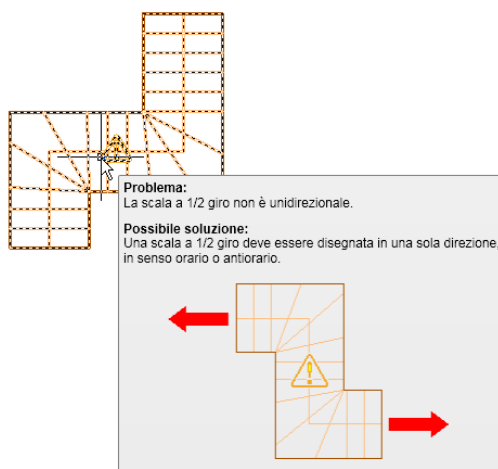 Problema:
La scala a 1/2 giro non è unidirezionale.
Possibile soluzione:
Una scala a 1/2 giro deve essere disegnata in una sola direzione,
in senso orario o antiorario.